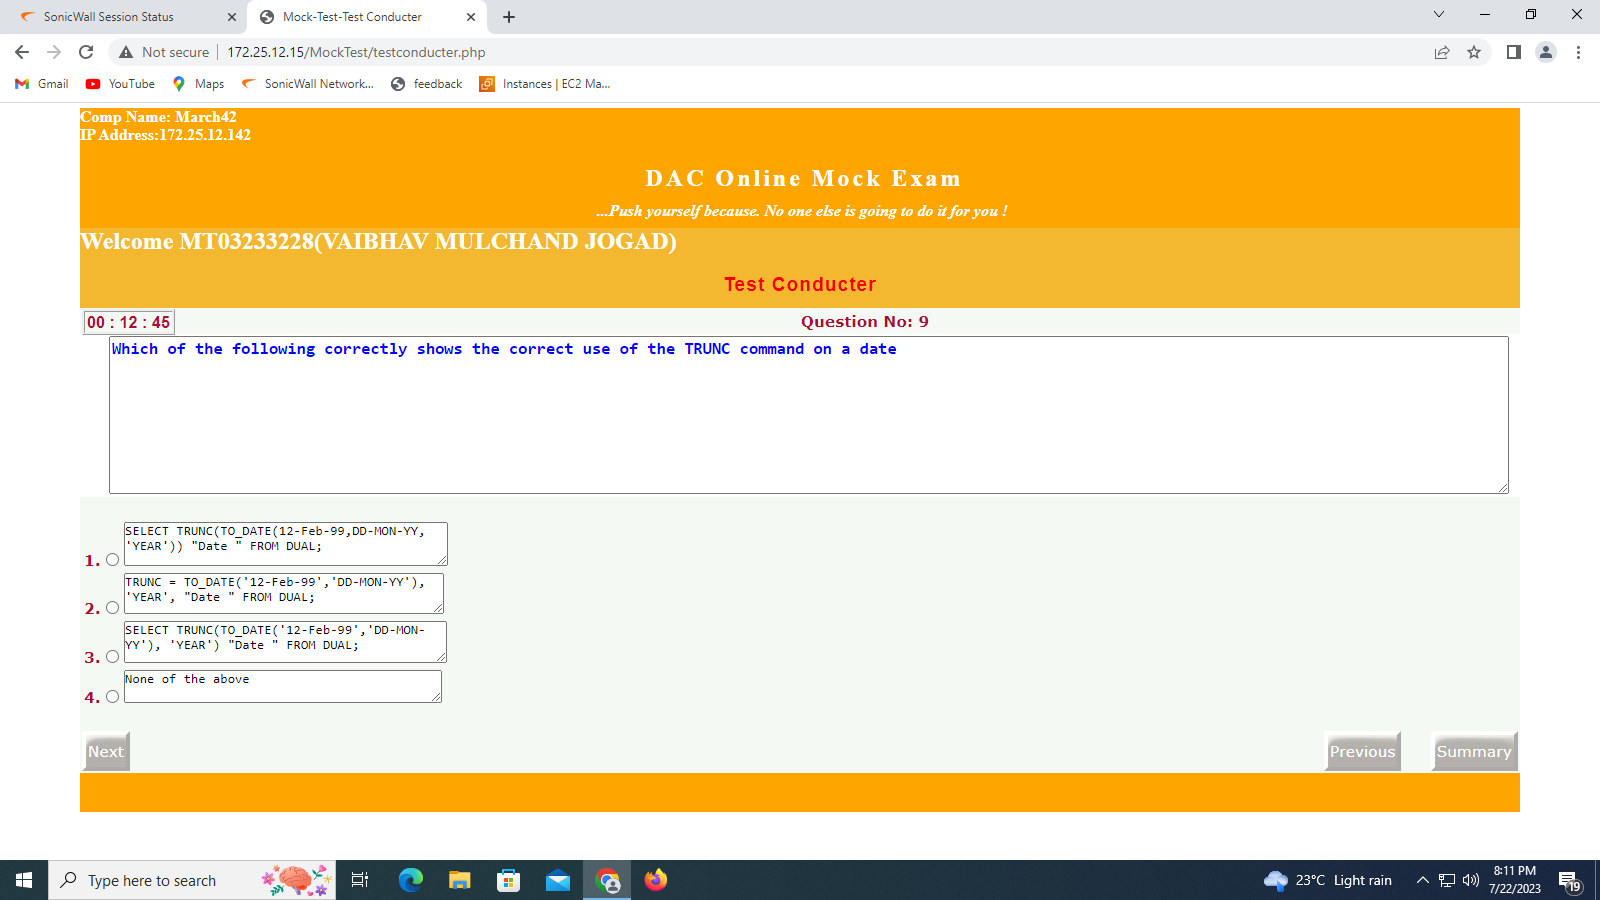 SonicWall Session Status
Mock-Test-Test Conducter
Not secure
172.25.12.15/MockTest/testconducter.php
Gmail
YouTube
Maps
SonicWall Network...
feedback
Instances | EC2 Ma...
Comp Name: March42
IP Address:172.25.12.142
DAC Online Mock Exam
...Push yourself because. No one else is going to do it for you !
Welcome MT03233228(VAIBHAV MULCHAND JOGAD)
Test Conducter
00 : 12 : 45
Question No: 9
Which of the following correctly shows the correct use of the TRUNC command on a date
1.
SELECT TRUNC(TO_DATE(12-Feb-99,DD-MON-YY,
'YEAR')) "Date " FROM DUAL;
2.
TRUNC = TO_DATE('12-Feb-99','DD-MON-YY'),
'YEAR', "Date " FROM DUAL;
3.
SELECT TRUNC(TO_DATE('12-Feb-99','DD-MON-
YY'), 'YEAR') "Date " FROM DUAL;
4.
None of the above
Next
Previous
Summary
Type here to search
23°C Light rain
8:11 PM
7/22/2023
19